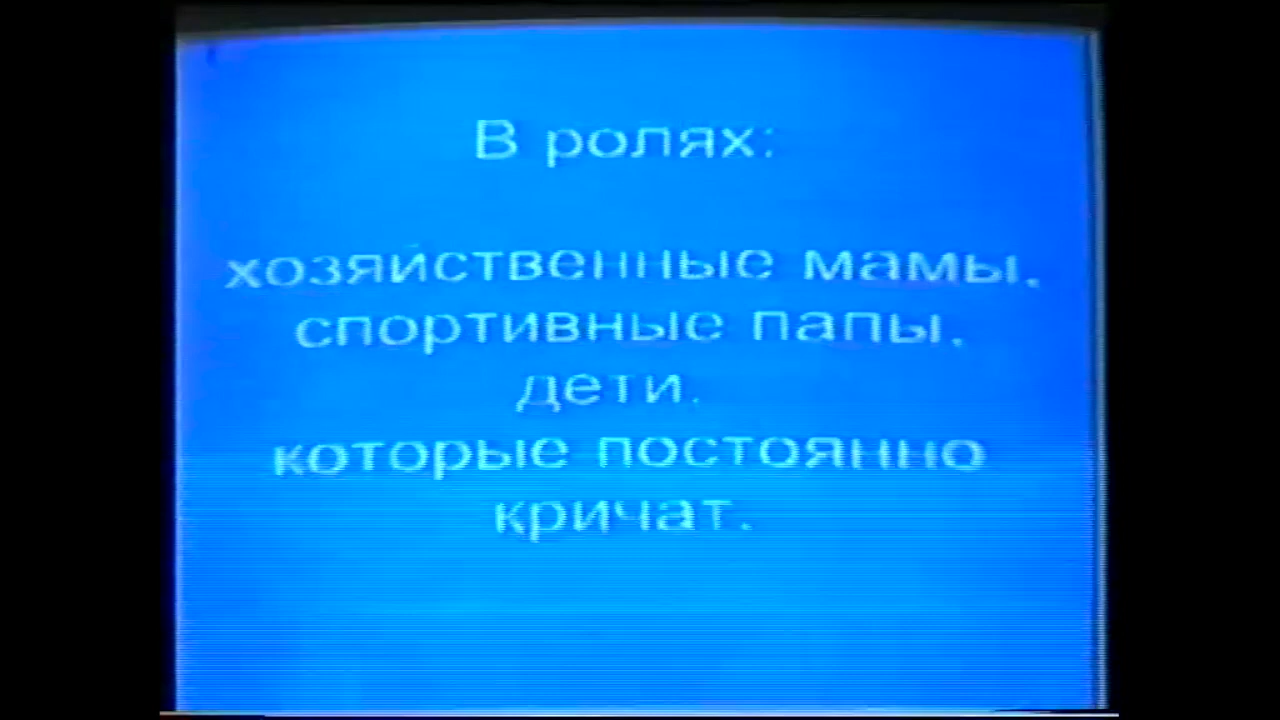 В ролях:
хозяйственные мамы,
спортивные папы,
дети,
которые постоянно
кричат.